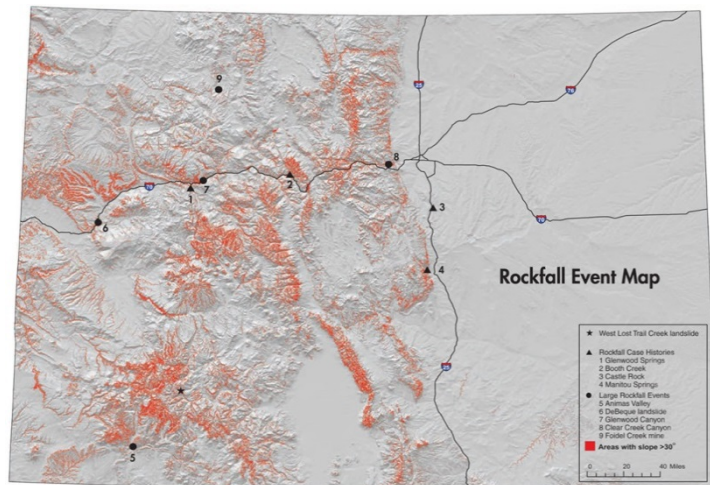 9
25
76
8
2
70
7
1
3
70
6
4
Rockfall Event Map
West Lost Trail Creek landslide
Rockfall Case Histories
1 Glenwood Springs
2 Booth Creek
3 Castle Rock
4 Manitou Springs
Large Rockfall Events
5 Animas Valley
6 DeBeque landslide
7 Glenwood Canyon
8 Clear Creek Canyon
9 Foidel Creek mine
Areas with slope >30°
0 20 40 Miles
25
5